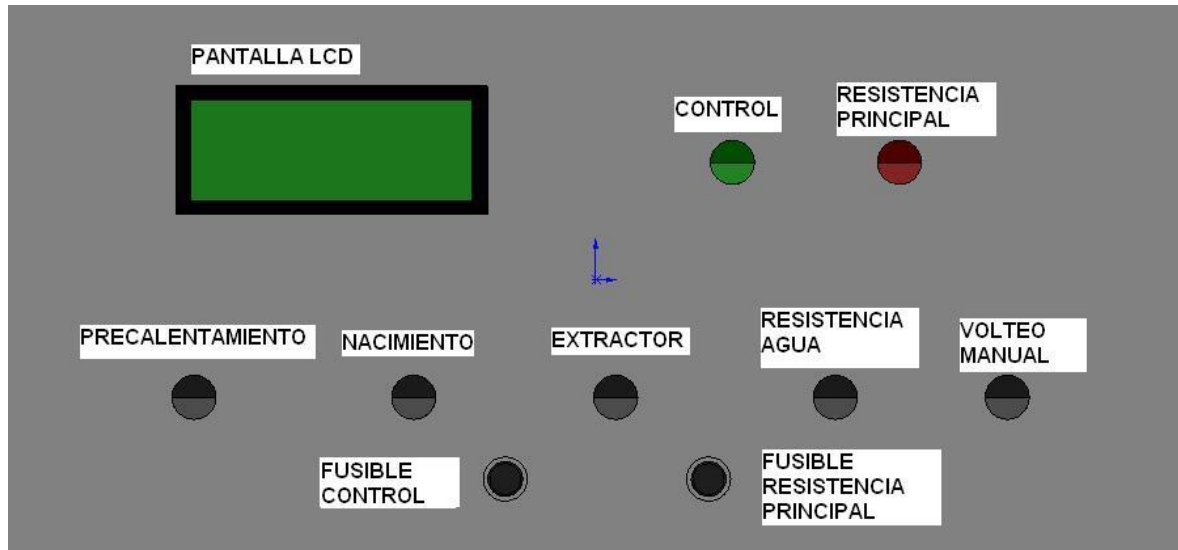 PANTALLA LCD
CONTROL
RESISTENCIA
PRINCIPAL
PRECALENTAMIENTO
NACIMIENTO
EXTRACTOR
RESISTENCIA
AGUA
VOLTEO
MANUAL
FUSIBLE
CONTROL
FUSIBLE
RESISTENCIA
PRINCIPAL